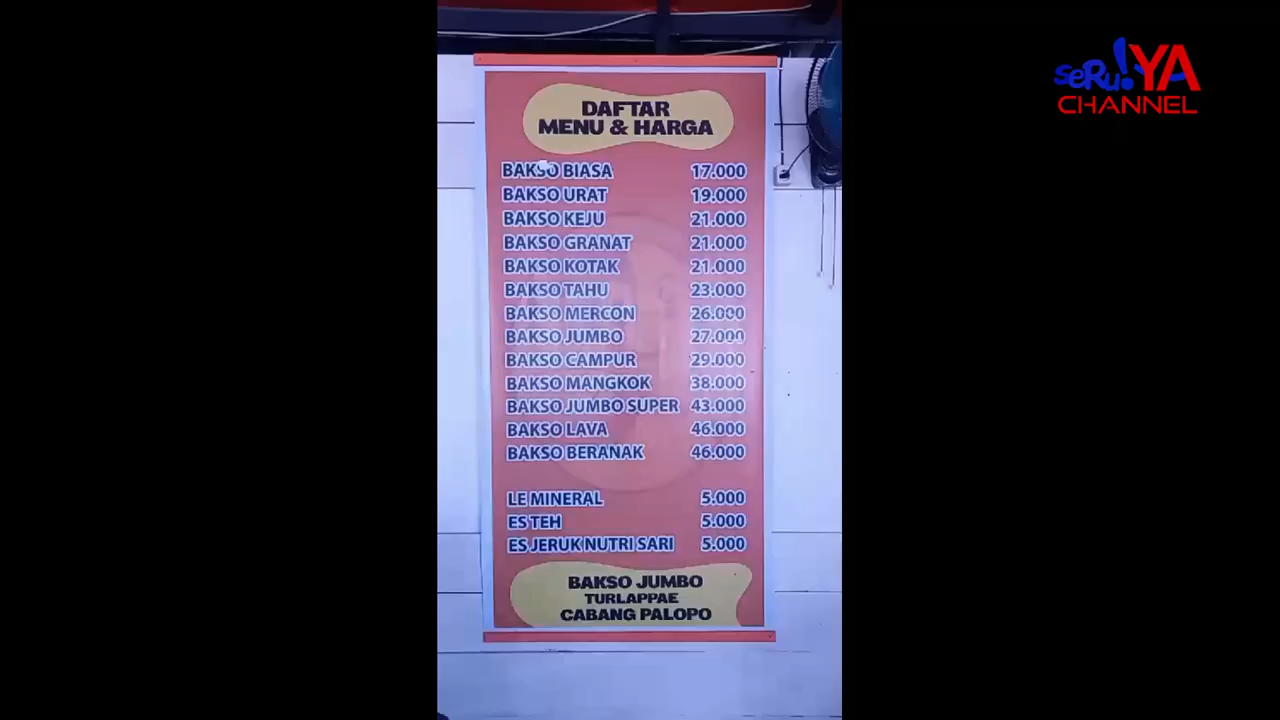 seRu!YA
CHANNEL
DAFTAR
MENU & HARGA
BAKSO BIASA 17.000
BAKSO URAT 19.000
BAKSO KEJU 21.000
BAKSO GRANAT 21.000
BAKSO KOTAK 21.000
BAKSO TAHU 23.000
BAKSO MERCON 26.000
BAKSO JUMBO 27.000
BAKSO CAMPUR 29.000
BAKSO MANGKOK 38.000
BAKSO JUMBO SUPER 43.000
BAKSO LAVA 46.000
BAKSO BERANAK 46.000
LE MINERAL 5.000
ES TEH 5.000
ES JERUK NUTRI SARI 5.000
BAKSO JUMBO
TURLAPPAE
CABANG PALOPO